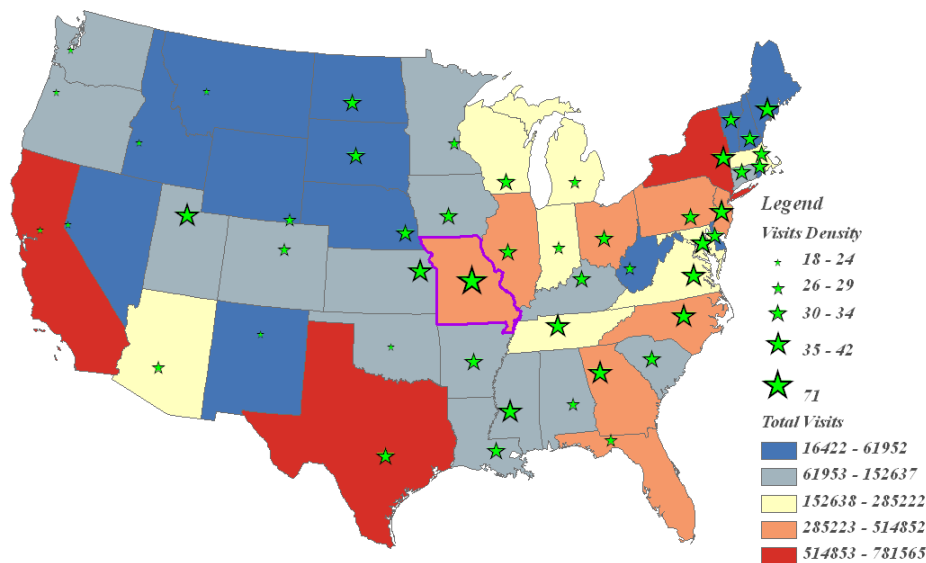 Legend
Visits Density
18 - 24
26 - 29
30 - 34
35 - 42
71
Total Visits
16422 - 61952
61953 - 152637
152638 - 285222
285223 - 514852
514853 - 781565